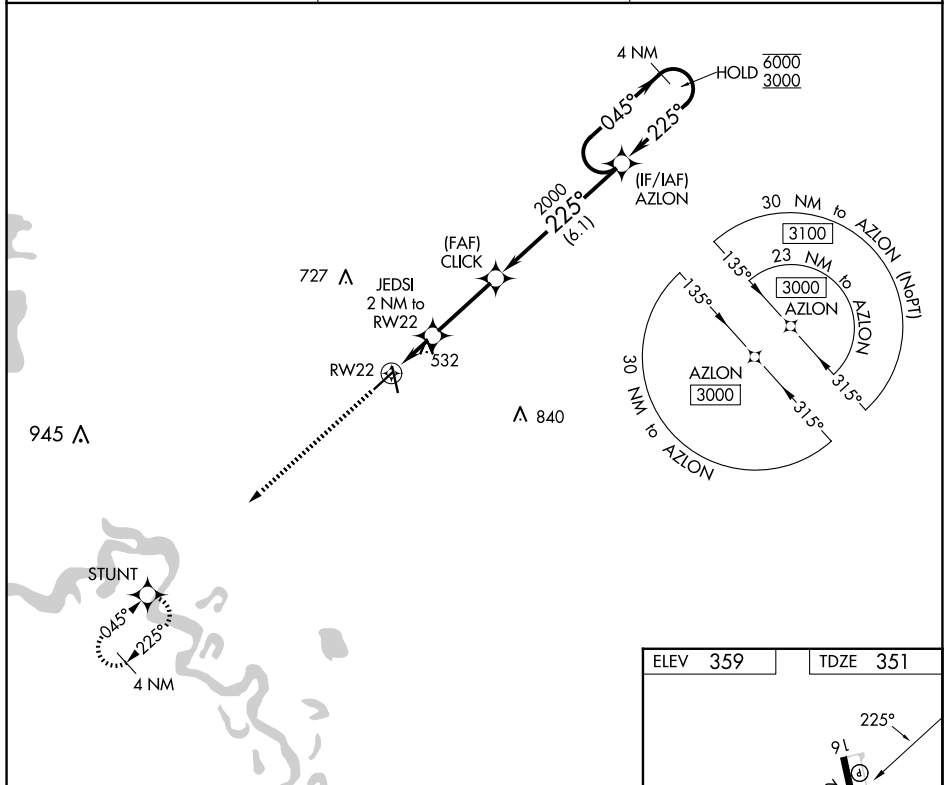 4 NM
HOLD 6000
3000
045°
225°
(IF/IAF)
AZLON
2000
225°
(6.1)
(FAF)
CLICK
727
JEDSI
2 NM to
RW22
532
RW22
840
945
30 NM to AZLON (NoPT)
3100
23 NM to AZLON
3000
AZLON
135°
315°
135°
AZLON
3000
315°
30 NM to AZLON
STUNT
045°
225°
4 NM
ELEV 359
TDZE 351
225°
16
P